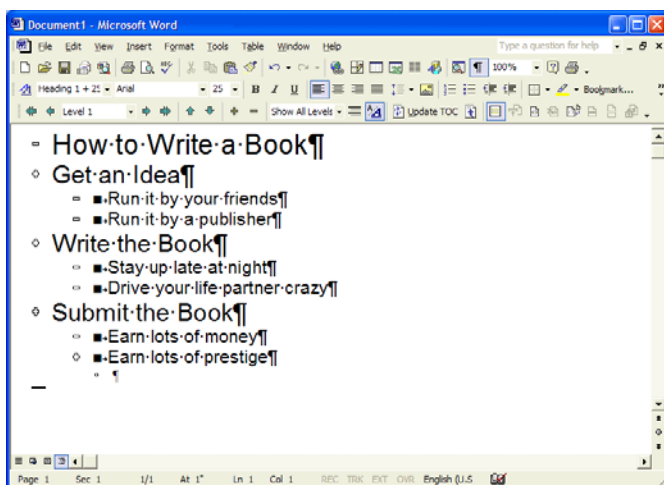 Document1 - Microsoft Word
File Edit View Insert Format Tools Table Window Help Type a question for help
100%
Heading 1 + 25 Arial 25 B I U Bookmark...
Level 1 Show All Levels Update TOC
How·to·Write·a·Book¶
Get·an·Idea¶
Run·it·by·your·friends¶
Run·it·by·a·publisher¶
Write·the·Book¶
Stay·up·late·at·night¶
Drive·your·life·partner·crazy¶
Submit·the·Book¶
Earn·lots·of·money¶
Earn·lots·of·prestige¶
¶
Page 1 Sec 1 1/1 At 1" Ln 1 Col 1 REC TRK EXT OVR English (U.S